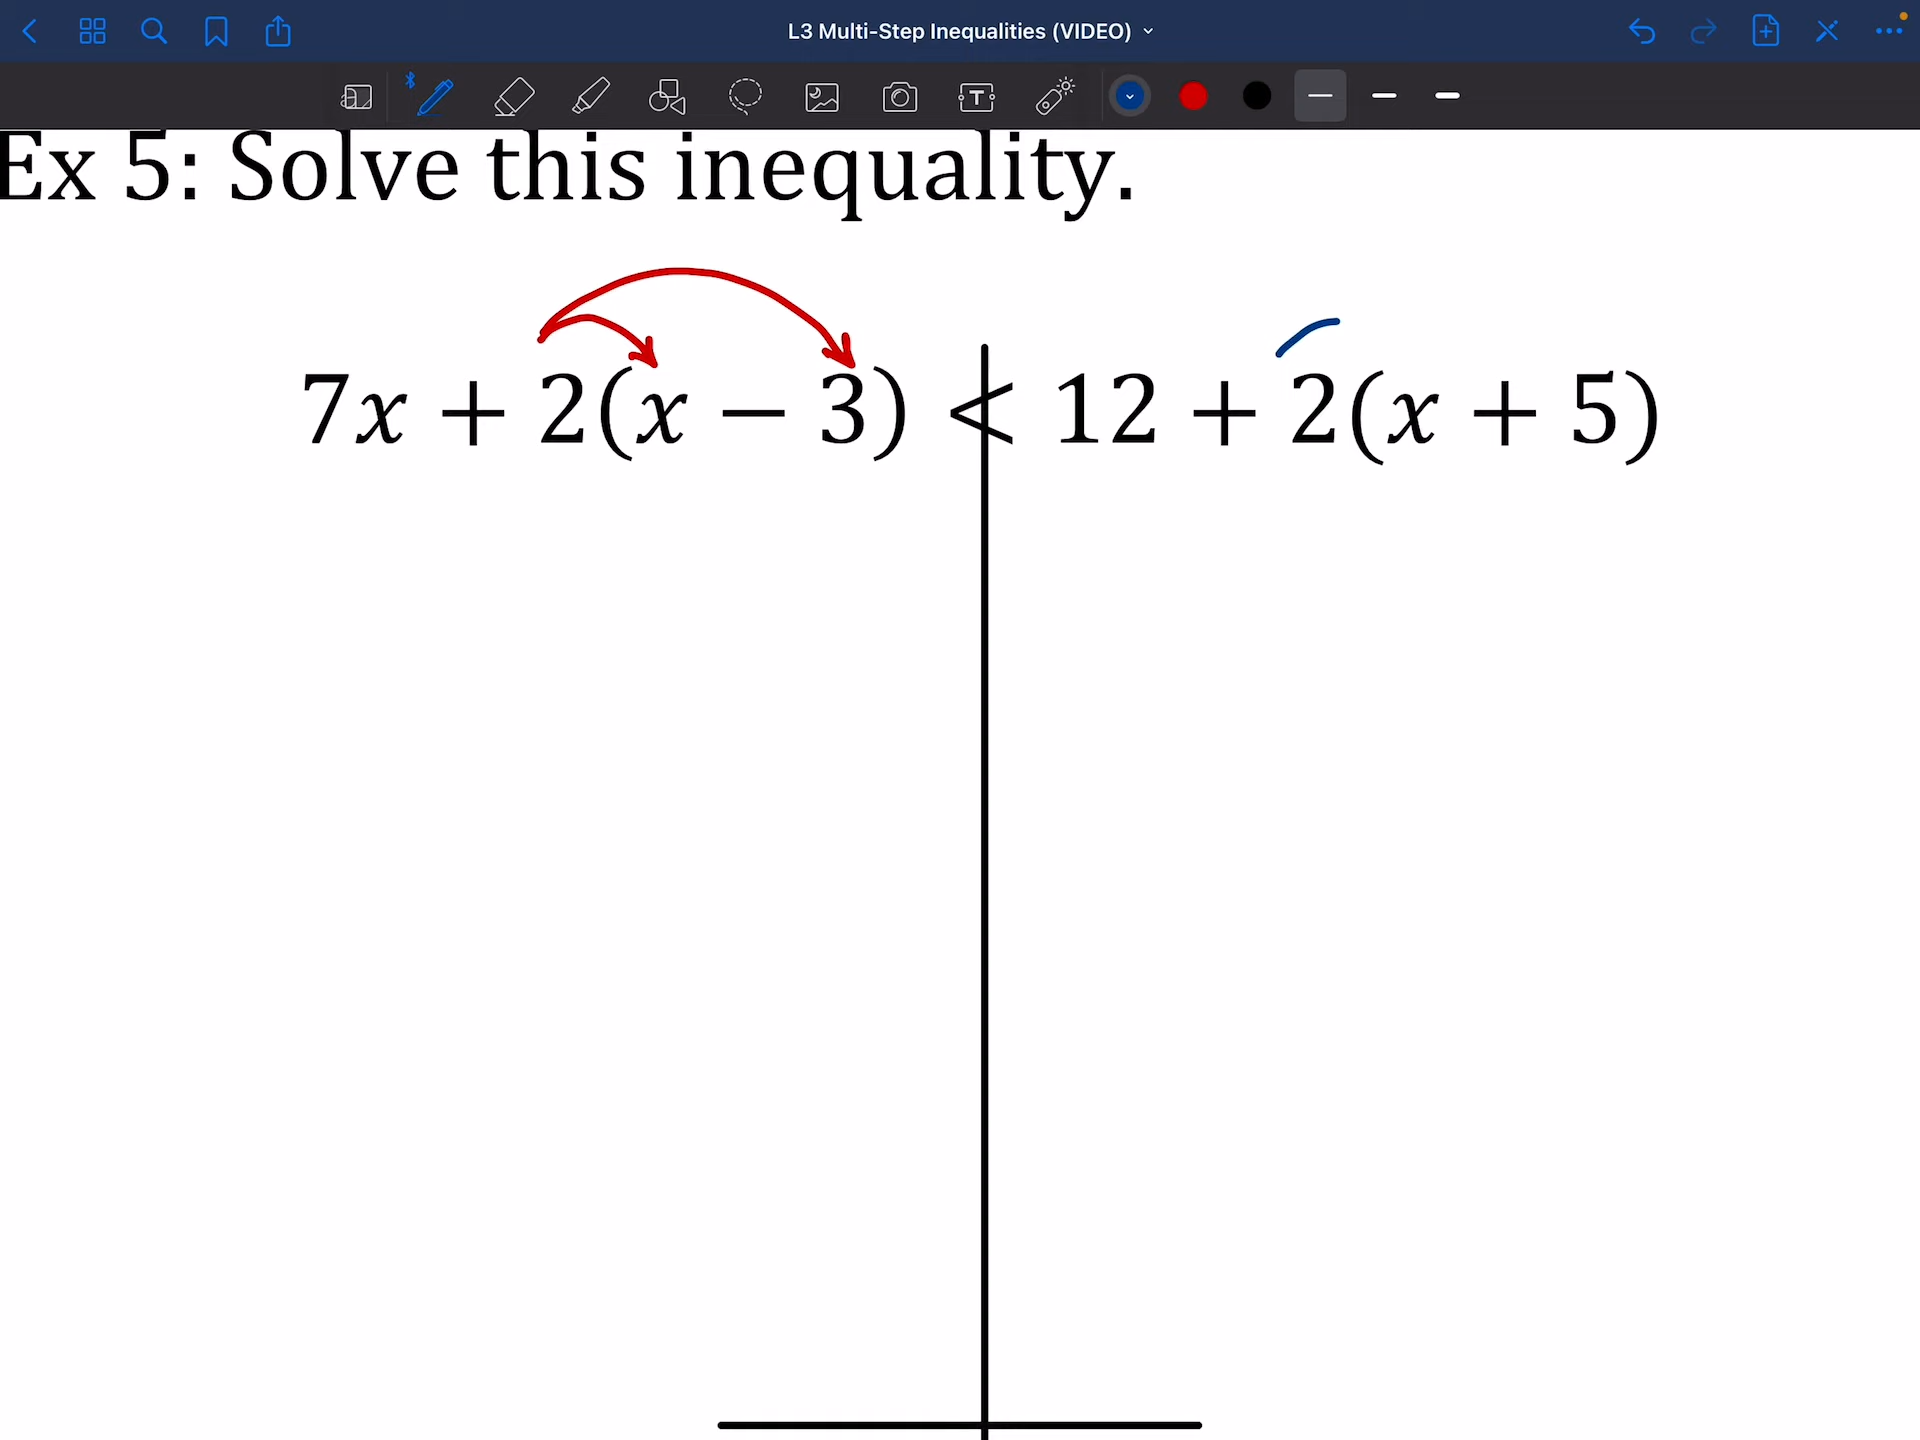 L3 Multi-Step Inequalities (VIDEO)
Ex 5: Solve this inequality.
7x + 2(x − 3) < 12 + 2(x + 5)